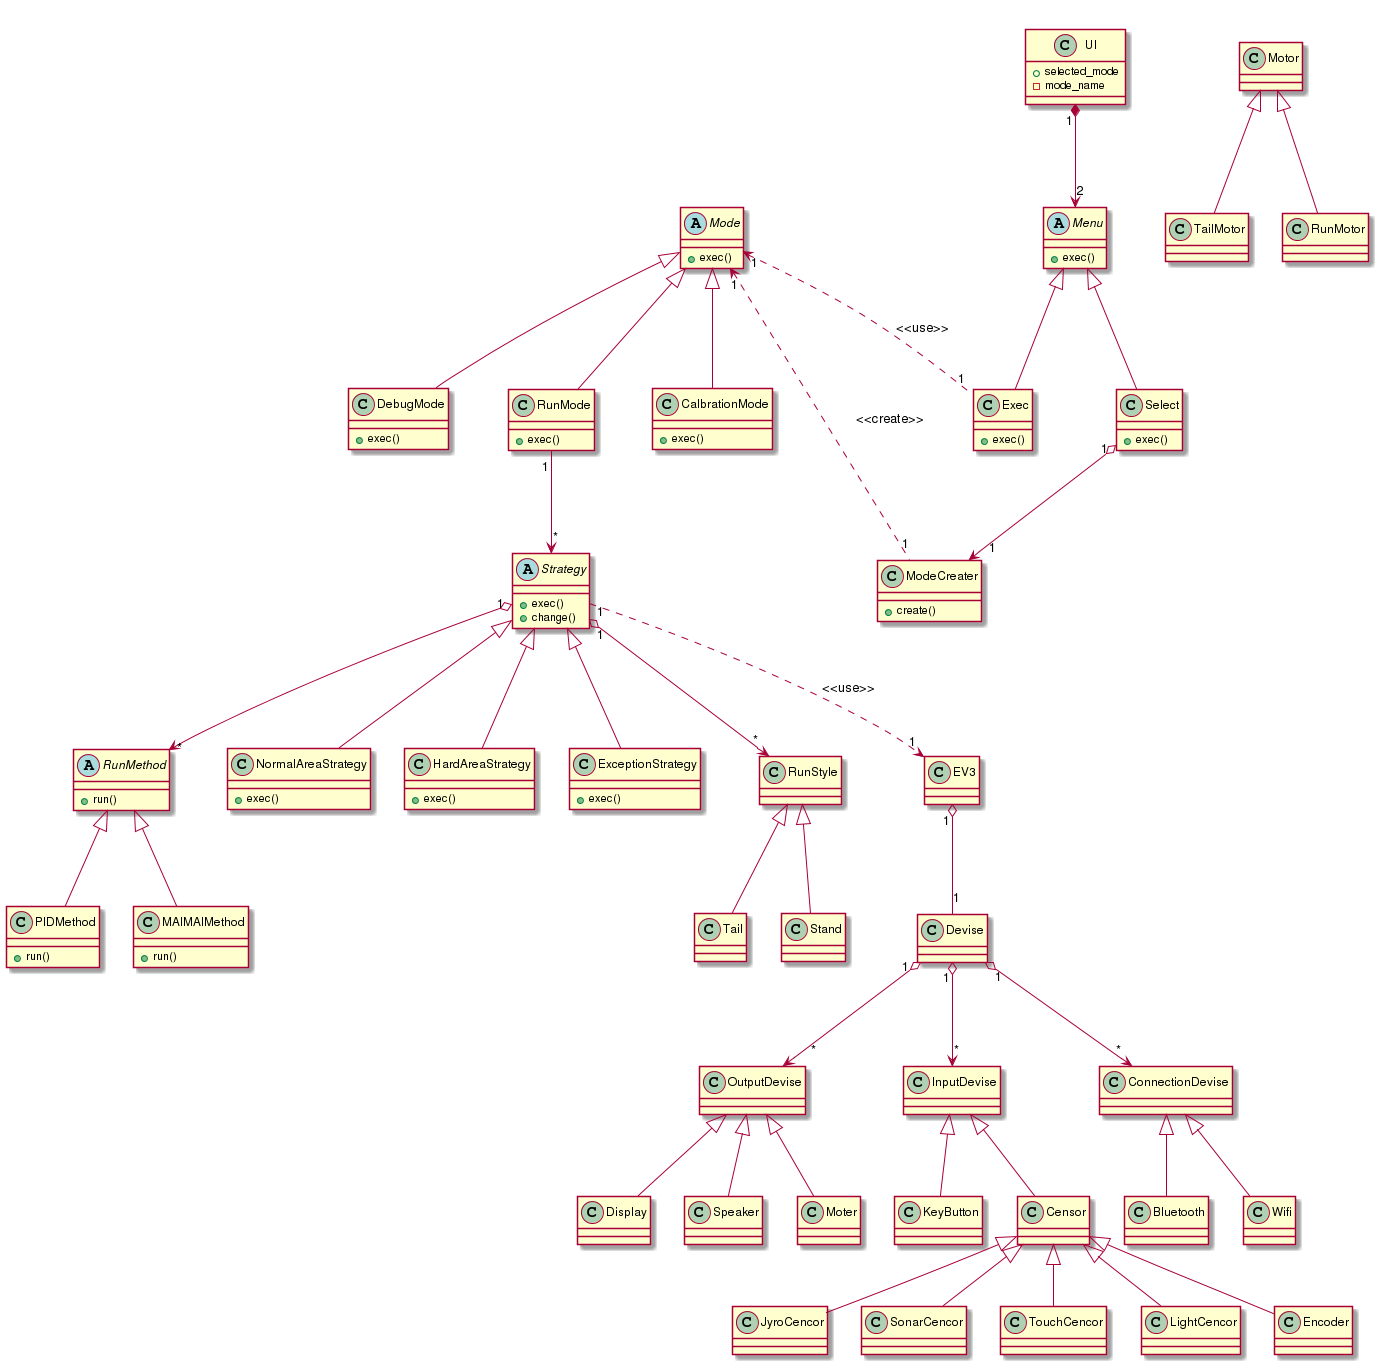 C UI
selected_mode
mode_name
1
2
C Motor
C TailMotor
C RunMotor
A Mode
exec()
1
1
A Menu
exec()
<<use>>
1
<<create>>
1
C DebugMode
exec()
C RunMode
exec()
C CalbrationMode
exec()
C Exec
exec()
C Select
exec()
1
1
1
*
A Strategy
exec()
change()
C ModeCreater
create()
1
1
1
<<use>>
*
*
1
A RunMethod
run()
C NormalAreaStrategy
exec()
C HardAreaStrategy
exec()
C ExceptionStrategy
exec()
C RunStyle
C EV3
1
1
C PIDMethod
run()
C MAIMAIMethod
run()
C Tail
C Stand
C Devise
1
1
1
*
*
*
C OutputDevise
C InputDevise
C ConnectionDevise
C Display
C Speaker
C Moter
C KeyButton
C Censor
C Bluetooth
C Wifi
C JyroCencor
C SonarCencor
C TouchCencor
C LightCencor
C Encoder